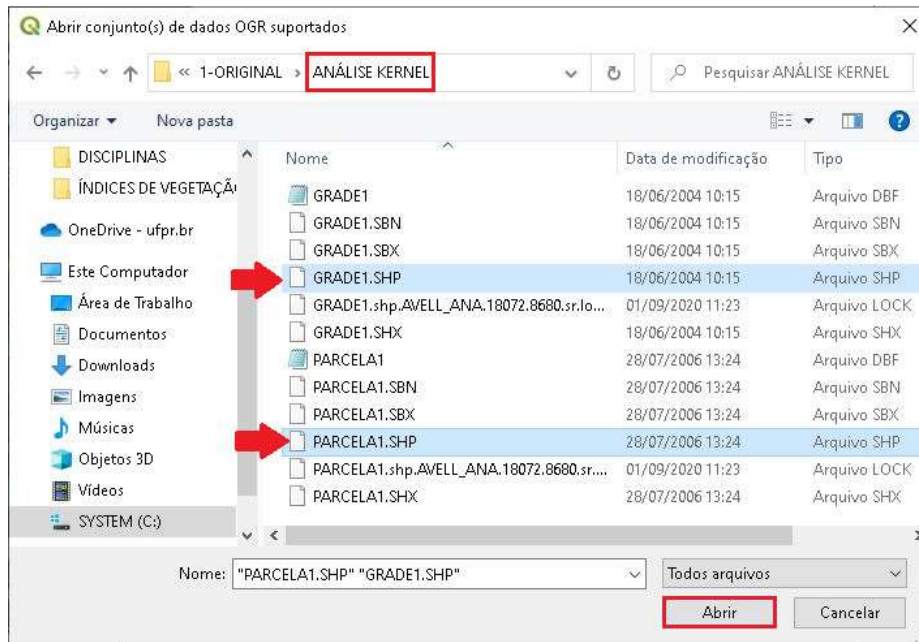 Abrir conjunto(s) de dados OGR suportados
« 1-ORIGINAL › ANÁLISE KERNEL
Pesquisar ANÁLISE KERNEL
Organizar Nova pasta
DISCIPLINAS
ÍNDICES DE VEGETAÇÃ
OneDrive - ufpr.br
Este Computador
Área de Trabalho
Documentos
Downloads
Imagens
Músicas
Objetos 3D
Vídeos
SYSTEM (C:)
Nome Data de modificação Tipo
GRADE1 18/06/2004 10:15 Arquivo DBF
GRADE1.SBN 18/06/2004 10:15 Arquivo SBN
GRADE1.SBX 18/06/2004 10:15 Arquivo SBX
GRADE1.SHP 18/06/2004 10:15 Arquivo SHP
GRADE1.shp.AVELL_ANA.18072.8680.sr.lo... 01/09/2020 11:23 Arquivo LOCK
GRADE1.SHX 18/06/2004 10:15 Arquivo SHX
PARCELA1 28/07/2006 13:24 Arquivo DBF
PARCELA1.SBN 28/07/2006 13:24 Arquivo SBN
PARCELA1.SBX 28/07/2006 13:24 Arquivo SBX
PARCELA1.SHP 28/07/2006 13:24 Arquivo SHP
PARCELA1.shp.AVELL_ANA.18072.8680.sr.... 01/09/2020 11:23 Arquivo LOCK
PARCELA1.SHX 28/07/2006 13:24 Arquivo SHX
Nome: "PARCELA1.SHP" "GRADE1.SHP" Todos arquivos
Abrir Cancelar